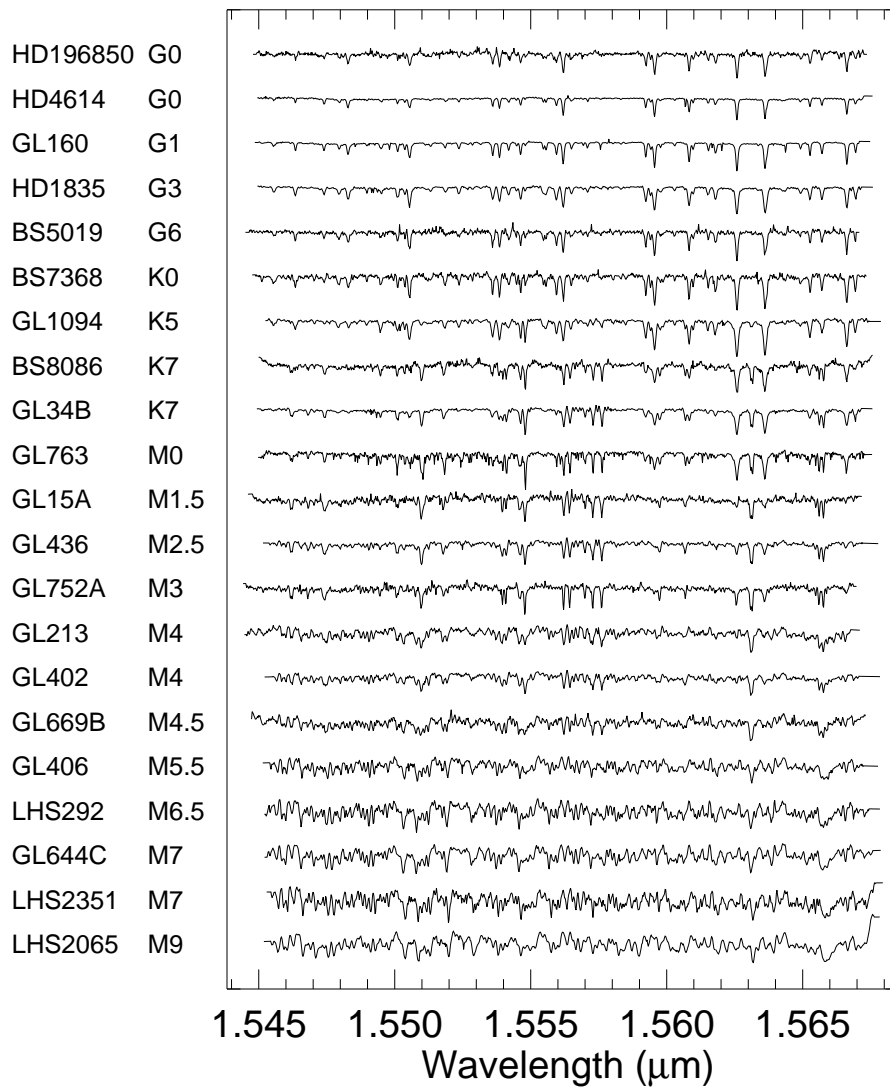 HD196850 G0
HD4614 G0
GL160 G1
HD1835 G3
BS5019 G6
BS7368 K0
GL1094 K5
BS8086 K7
GL34B K7
GL763 M0
GL15A M1.5
GL436 M2.5
GL752A M3
GL213 M4
GL402 M4
GL669B M4.5
GL406 M5.5
LHS292 M6.5
GL644C M7
LHS2351 M7
LHS2065 M9
1.545 1.550 1.555 1.560 1.565
Wavelength (μm)